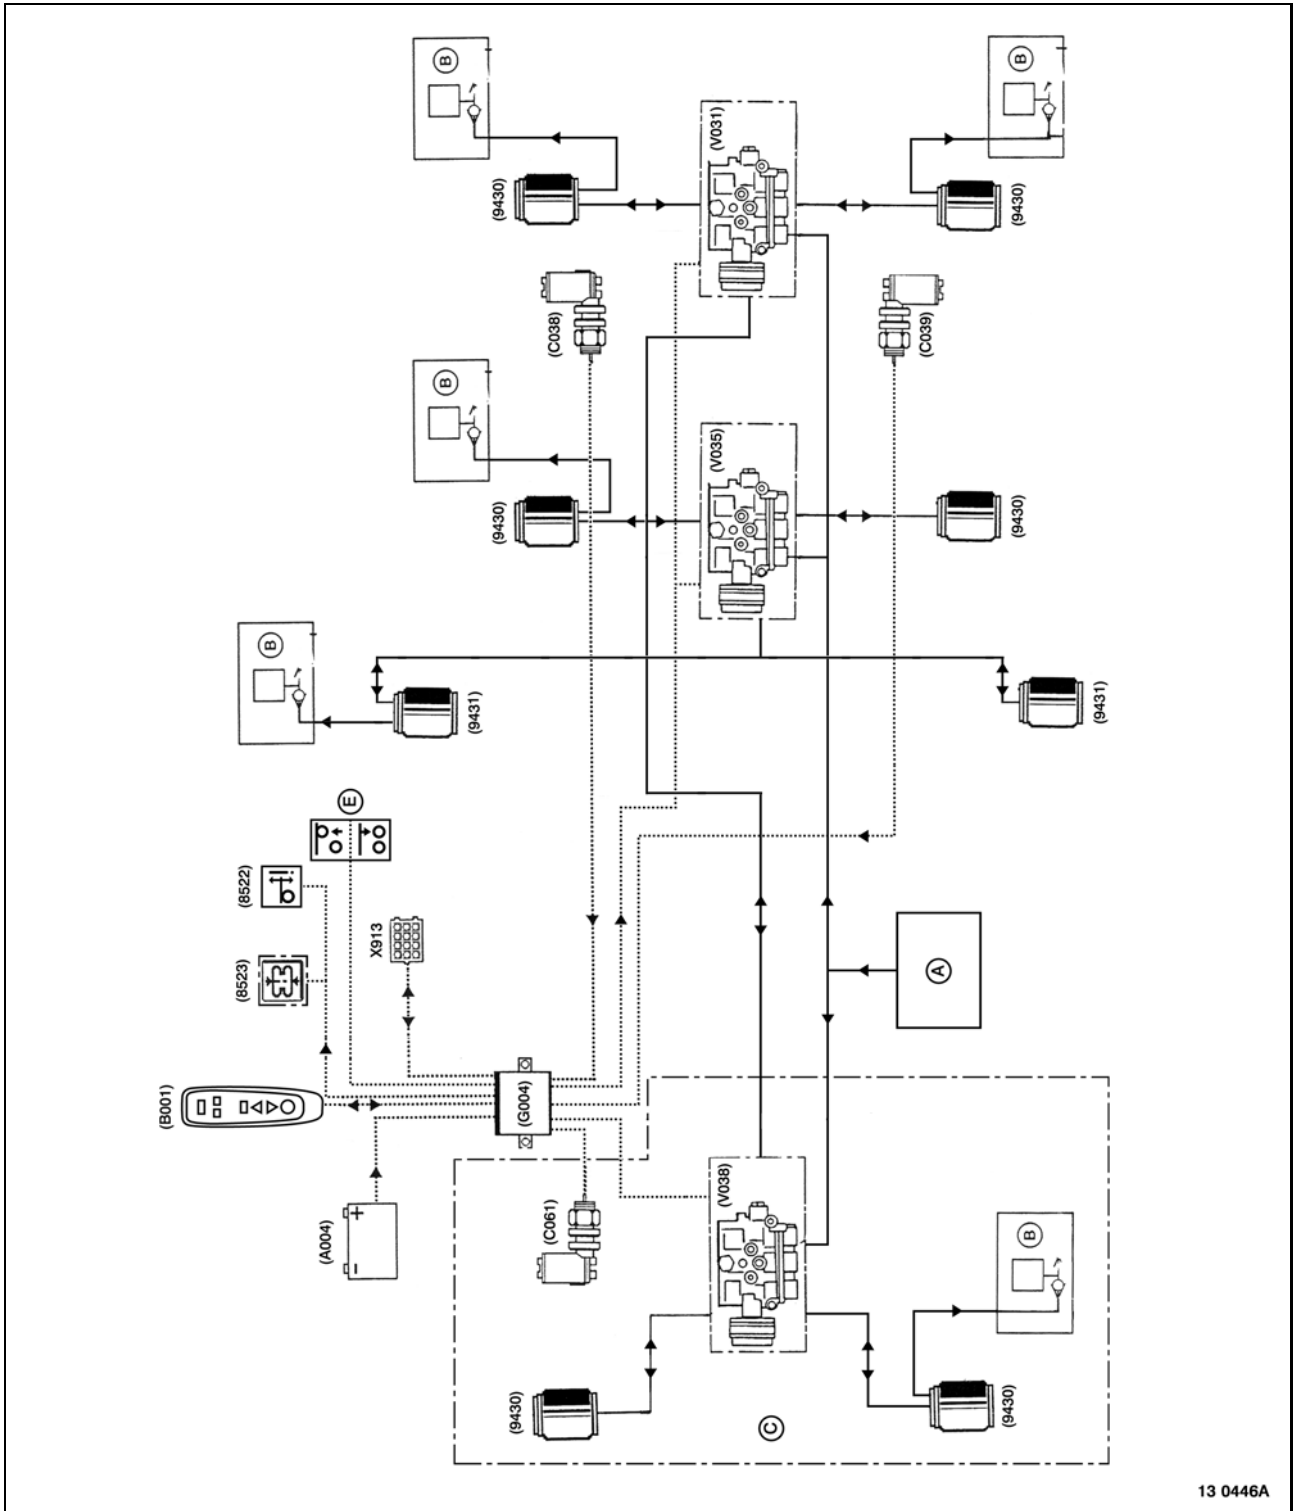 B
B
(V031)
(9430)
(9430)
(C038)
(C039)
B
(V035)
(9430)
(9430)
B
(9431)
(9431)
E
(8522)
X913
(8523)
A
(B001)
(G004)
(A004)
+
−
(C061)
(V038)
B
(9430)
(9430)
C
13 0446A